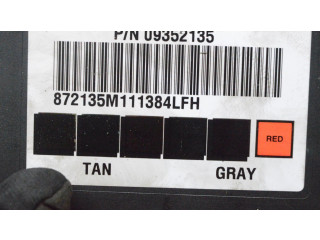 P/N 09352135
872135M111384LFH
RED
TAN GRAY